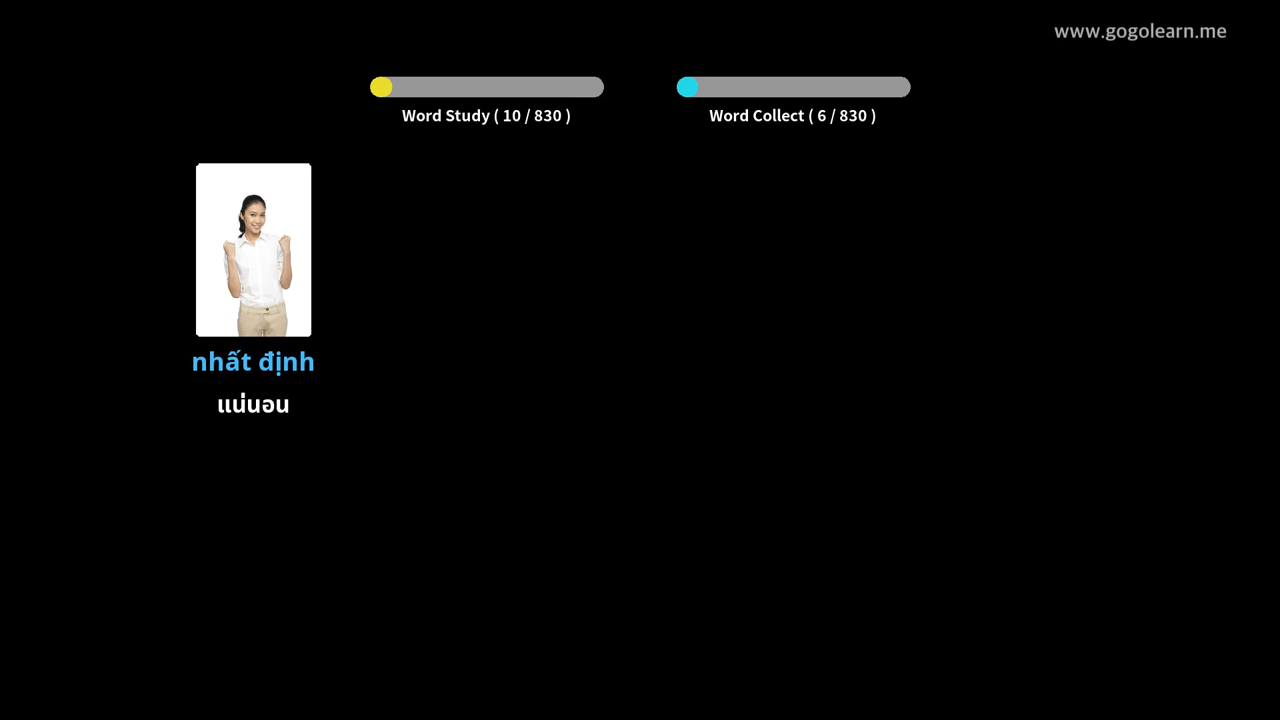 www.gogolearn.me
Word Study ( 10 / 830 )
Word Collect ( 6 / 830 )
nhất định
แน่นอน